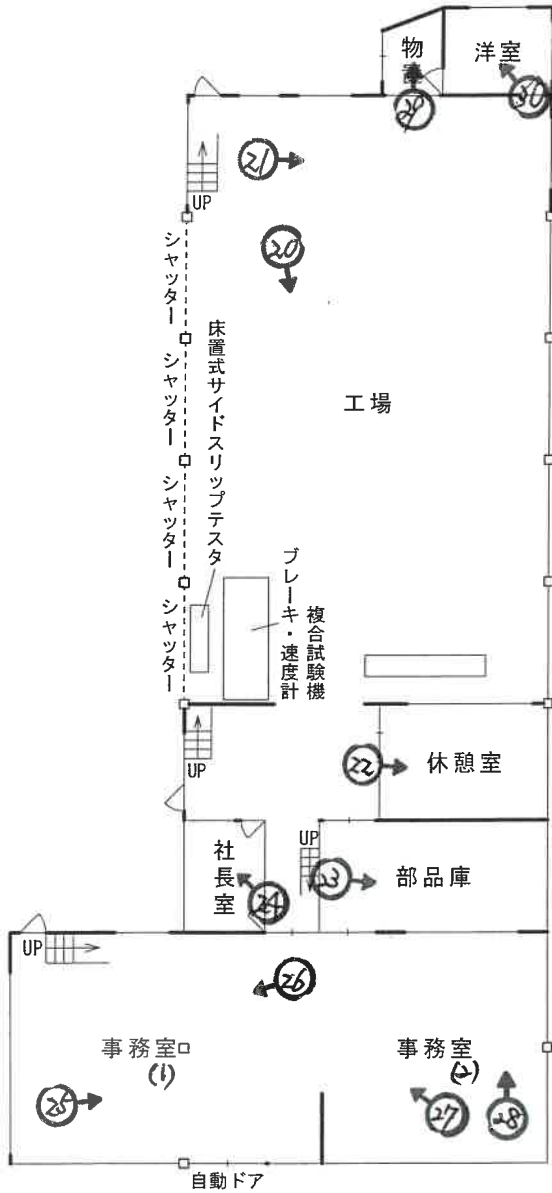 物庫
洋室
29
30
21
UP
20
シャッター
シャッター
シャッター
シャッター
床置式サイドスリップテスタ
工場
ブレーキ・速度計
複合試験機
UP
22
休憩室
社長室
UP
23
部品庫
24
UP
26
事務室
(1)
事務室
(2)
25
27
28
自動ドア